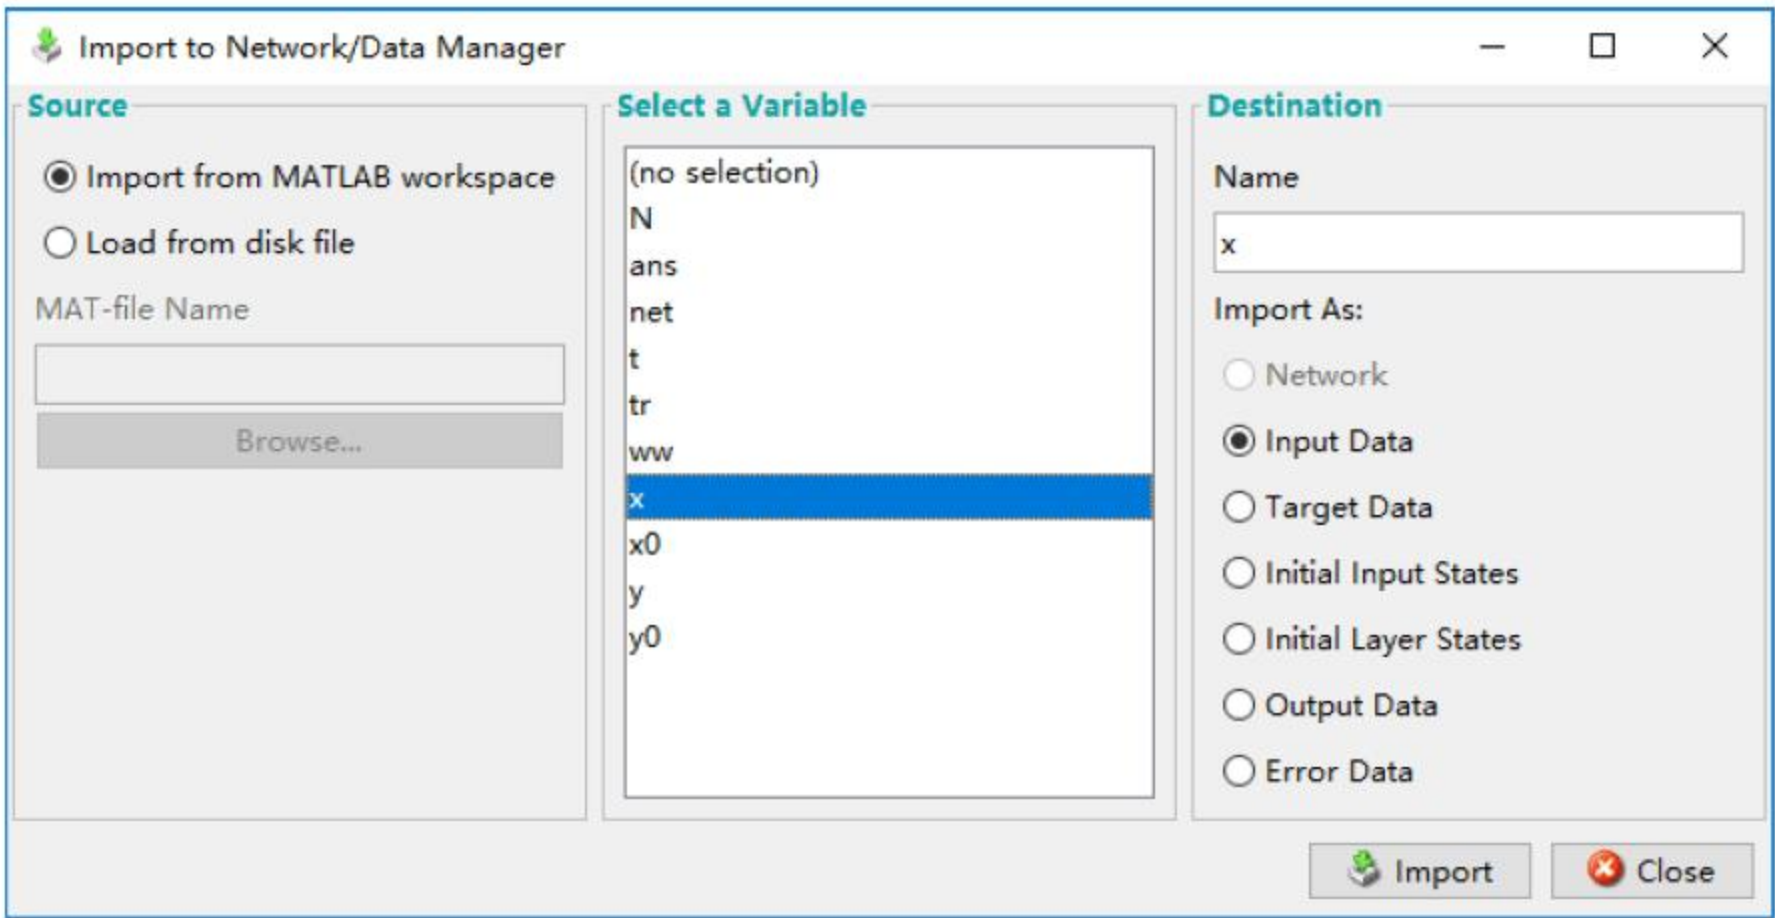 Import to Network/Data Manager
Source
Import from MATLAB workspace
Load from disk file
MAT-file Name
Browse...
Select a Variable
(no selection)
N
ans
net
t
tr
ww
x
x0
y
y0
Destination
Name
x
Import As:
Network
Input Data
Target Data
Initial Input States
Initial Layer States
Output Data
Error Data
Import
Close